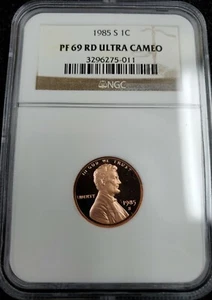 1985 S 1C
PF 69 RD ULTRA CAMEO
3296275-011
NGC
IN GOD WE TRUST
LIBERTY
1985
S